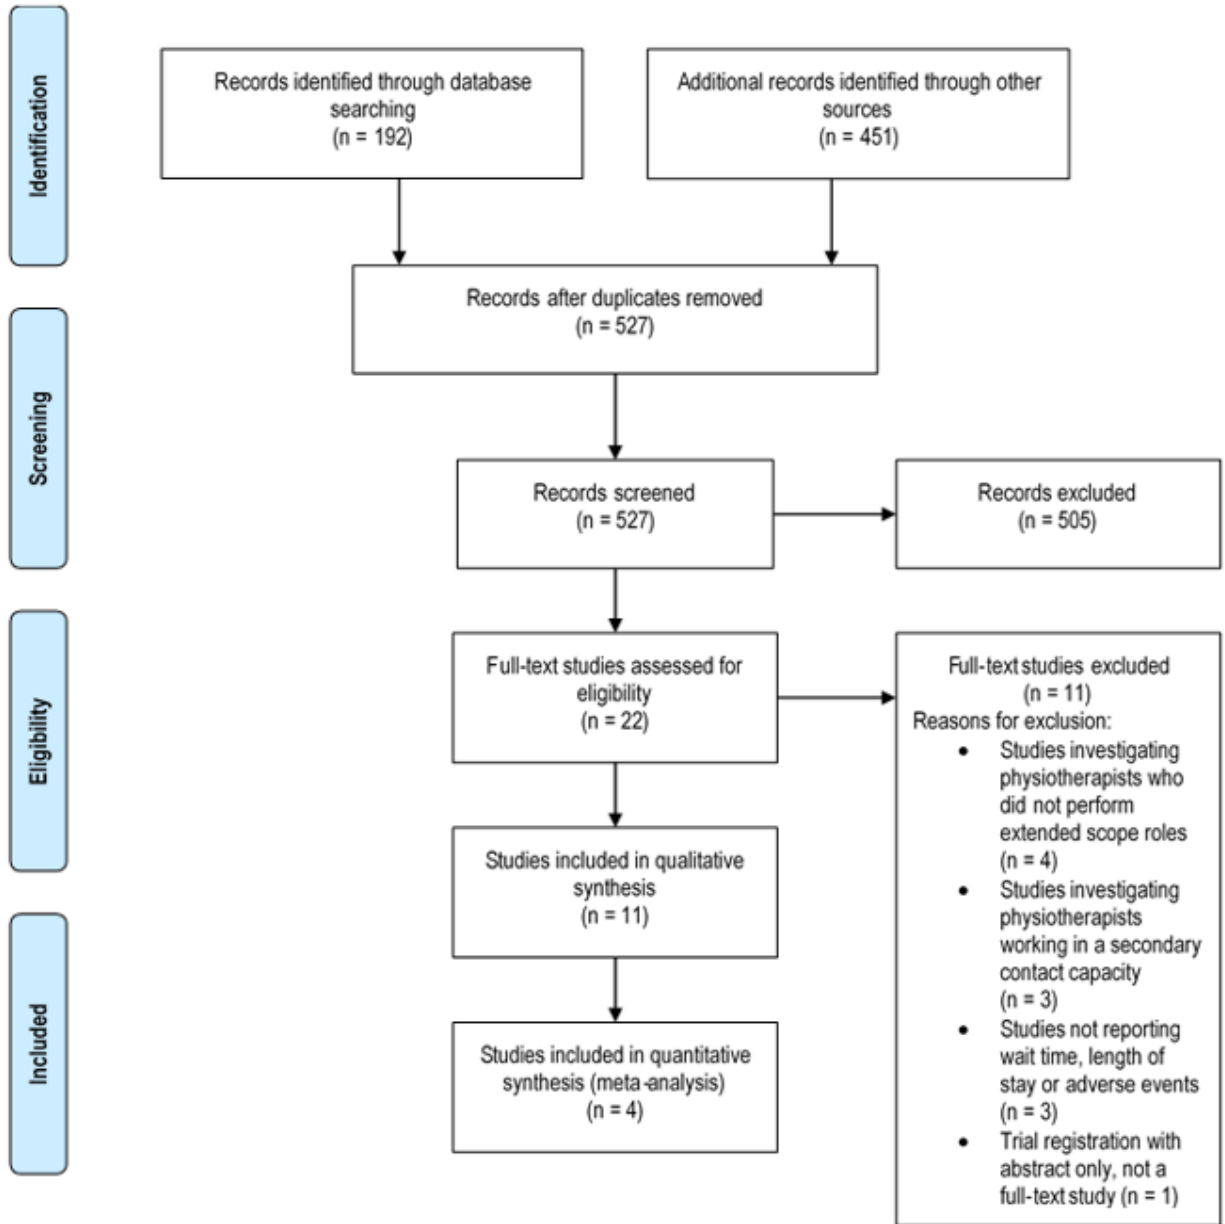 Identification
Records identified through database
searching
(n = 192)
Additional records identified through other
sources
(n = 451)
Records after duplicates removed
(n = 527)
Screening
Records screened
(n = 527)
Records excluded
(n = 505)
Eligibility
Full-text studies assessed for
eligibility
(n = 22)
Full-text studies excluded
(n = 11)
Reasons for exclusion:
• Studies investigating
physiotherapists who
did not perform
extended scope roles
(n = 4)
• Studies investigating
physiotherapists
working in a secondary
contact capacity
(n = 3)
• Studies not reporting
wait time, length of
stay or adverse events
(n = 3)
• Trial registration with
abstract only, not a
full-text study (n = 1)
Studies included in qualitative
synthesis
(n = 11)
Included
Studies included in quantitative
synthesis (meta-analysis)
(n = 4)